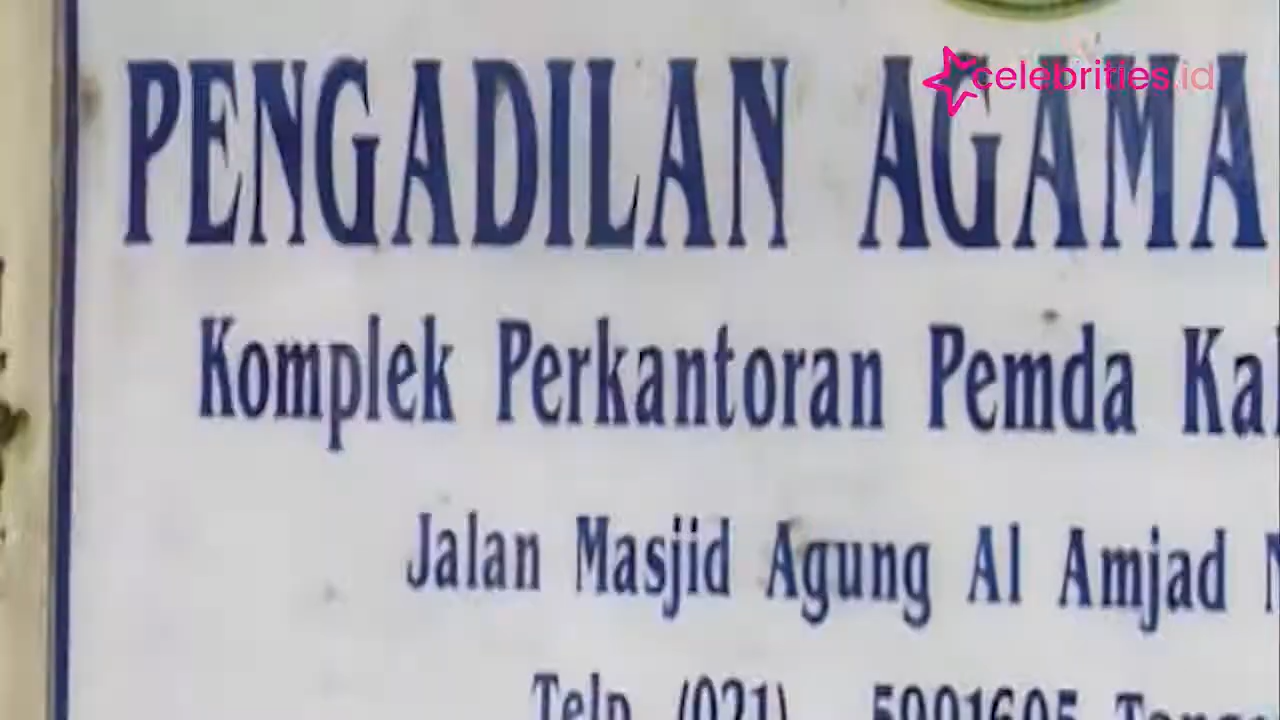 celebrities.id
PENGADILAN AGAMA
Komplek Perkantoran Pemda
Jalan Masjid Agung Al Amjad
Telp. (021)